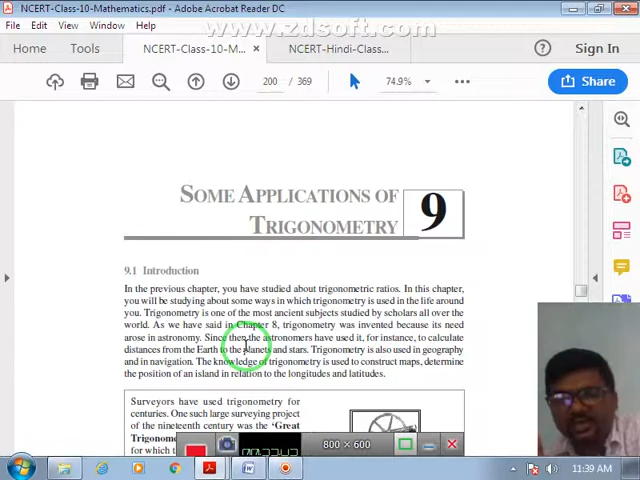 NCERT-Class-10-Mathematics.pdf - Adobe Acrobat Reader DC
www.zdsoft.com
File Edit View Window Help
Home Tools NCERT-Class-10-M... × NCERT-Hindi-Class... Sign In
200 / 369 74.9% Share
SOME APPLICATIONS OF
TRIGONOMETRY
9
9.1 Introduction
In the previous chapter, you have studied about trigonometric ratios. In this chapter,
you will be studying about some ways in which trigonometry is used in the life around
you. Trigonometry is one of the most ancient subjects studied by scholars all over the
world. As we have said in Chapter 8, trigonometry was invented because its need
arose in astronomy. Since then the astronomers have used it, for instance, to calculate
distances from the Earth to the planets and stars. Trigonometry is also used in geography
and in navigation. The knowledge of trigonometry is used to construct maps, determine
the position of an island in relation to the longitudes and latitudes.
Surveyors have used trigonometry for
centuries. One such large surveying project
of the nineteenth century was the ‘Great
Trigonom
for which t
800 × 600
11:39 AM